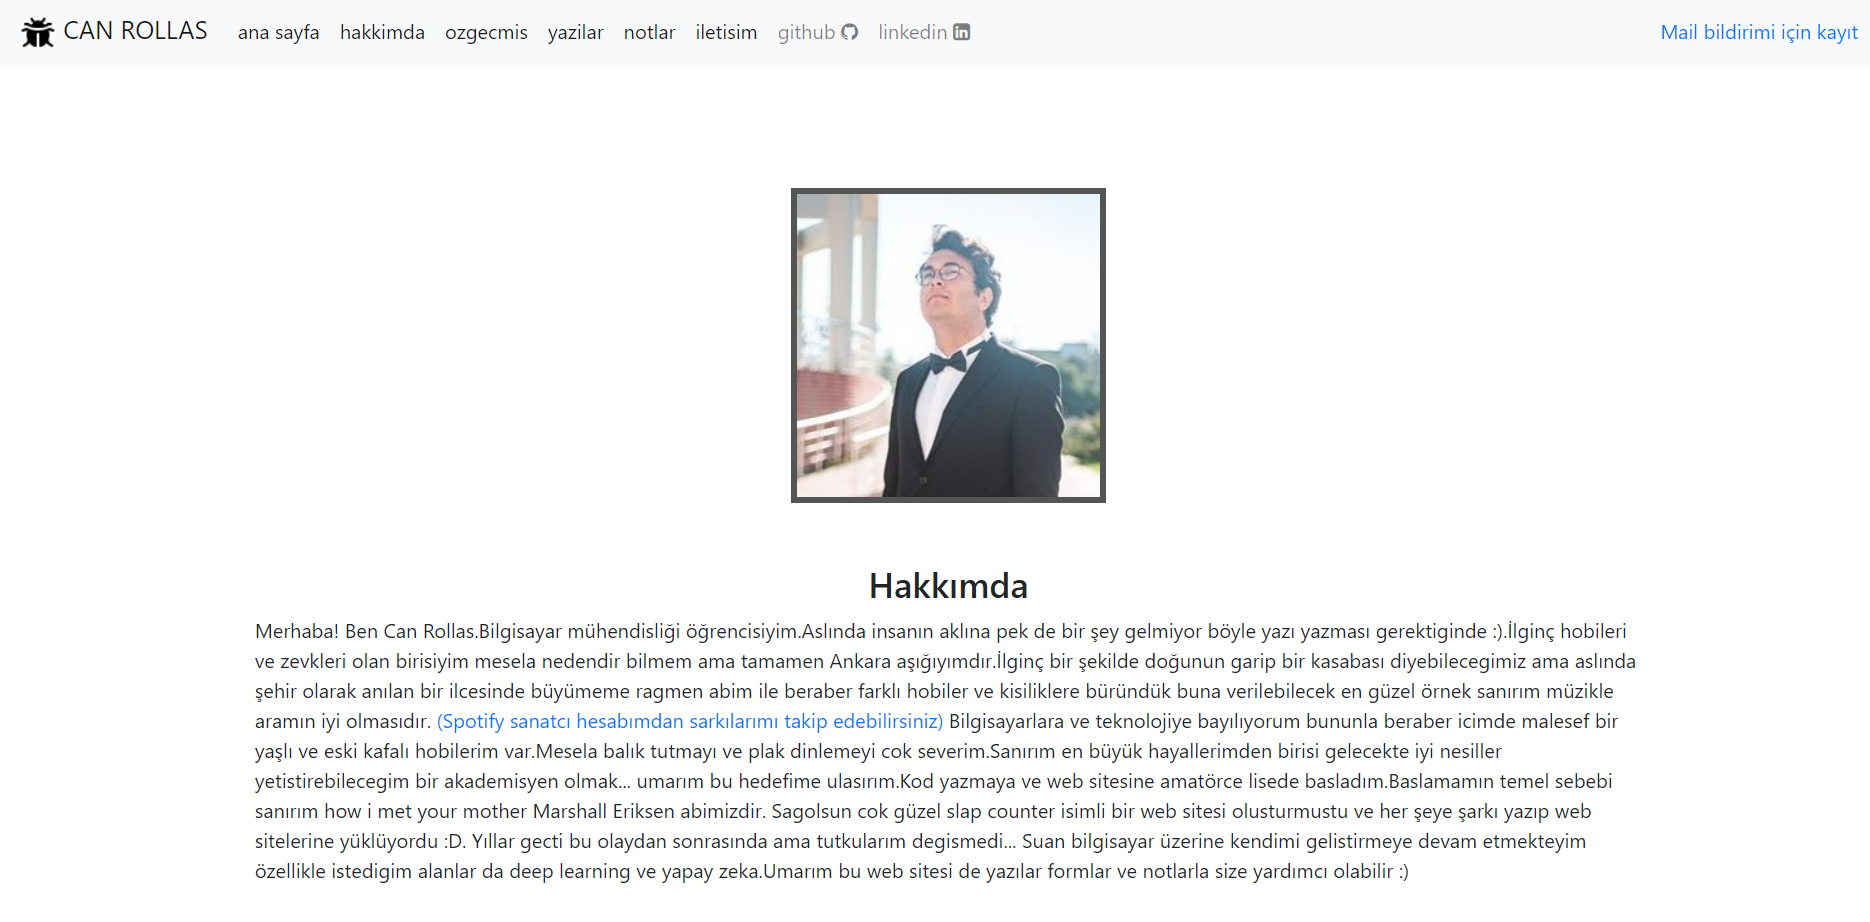 CAN ROLLAS ana sayfa hakkimda ozgecmis yazilar notlar iletisim github linkedin Mail bildirimi için kayıt
Hakkımda
Merhaba! Ben Can Rollas.Bilgisayar mühendisliği öğrencisiyim.Aslında insanın aklına pek de bir şey gelmiyor böyle yazı yazması gerektiginde :).İlginç hobileri
ve zevkleri olan birisiyim mesela nedendir bilmem ama tamamen Ankara aşığıyımdır.İlginç bir şekilde doğunun garip bir kasabası diyebilecegimiz ama aslında
şehir olarak anılan bir ilcesinde büyümeme ragmen abim ile beraber farklı hobiler ve kisiliklere büründük buna verilebilecek en güzel örnek sanırım müzikle
aramın iyi olmasıdır. (Spotify sanatcı hesabımdan sarkılarımı takip edebilirsiniz) Bilgisayarlara ve teknolojiye bayılıyorum bununla beraber icimde malesef bir
yaşlı ve eski kafalı hobilerim var.Mesela balık tutmayı ve plak dinlemeyi cok severim.Sanırım en büyük hayallerimden birisi gelecekte iyi nesiller
yetistirebilecegim bir akademisyen olmak... umarım bu hedefime ulasırım.Kod yazmaya ve web sitesine amatörce lisede basladım.Baslamamın temel sebebi
sanırım how i met your mother Marshall Eriksen abimizdir. Sagolsun cok güzel slap counter isimli bir web sitesi olusturmustu ve her şeye şarkı yazıp web
sitelerine yüklüyordu :D. Yıllar gecti bu olaydan sonrasında ama tutkularım degismedi... Suan bilgisayar üzerine kendimi gelistirmeye devam etmekteyim
özellikle istedigim alanlar da deep learning ve yapay zeka.Umarım bu web sitesi de yazılar formlar ve notlarla size yardımcı olabilir :)